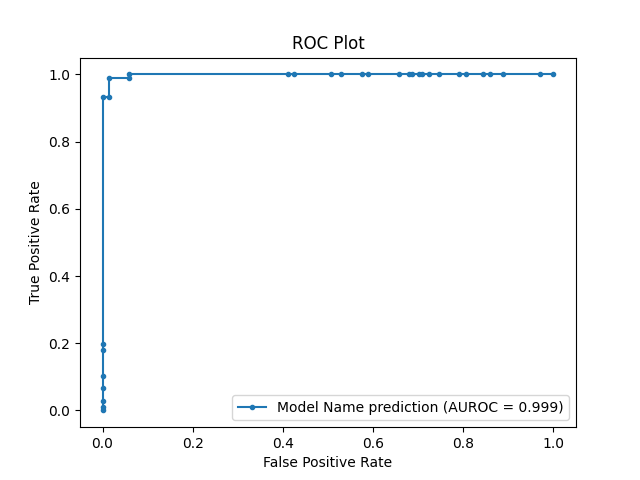 ROC Plot
1.0
0.8
0.6
0.4
0.2
0.0
True Positive Rate
Model Name prediction (AUROC = 0.999)
0.0 0.2 0.4 0.6 0.8 1.0
False Positive Rate